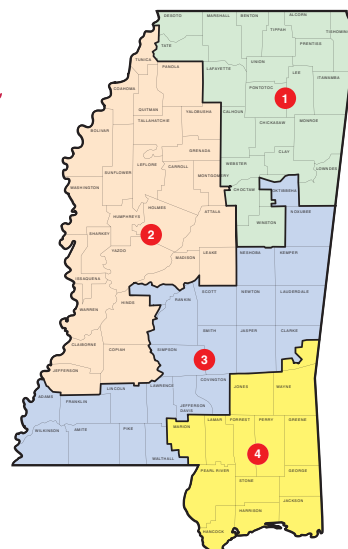 DESOTO MARSHALL BENTON ALCORN
TIPPAH TISHOMING
TATE PRENTISS
TUNICA PANOLA LAFAYETTE UNION LEE
ITAWAMBA
COAHOMA PONTOTOC
1
QUITMAN YALOBUSHA CALHOUN
TALLAHATCHIE CHICKASAW MONROE
BOLIVAR
GRENADA CLAY
LEFLORE CARROLL WEBSTER
SUNFLOWER MONTGOMERY LOWNDES
WASHINGTON CHOCTAW OKTIBBEHA
HOLMES
HUMPHREYS ATTALA WINSTON NOXUBEE
SHARKEY 2
YAZOO LEAKE NESHOBA KEMPER
MADISON
ISSAQUENA
SCOTT NEWTON LAUDERDALE
HINDS RANKIN
WARREN
SMITH JASPER CLARKE
CLAIBORNE COPIAH SIMPSON
3
JEFFERSON
COVINGTON JONES WAYNE
LINCOLN LAWRENCE
ADAMS FRANKLIN
JEFFERSON
DAVIS
MARION LAMAR FORREST PERRY GREENE
WILKINSON AMITE PIKE
WALTHALL
4
PEARL RIVER GEORGE
STONE
JACKSON
HARRISON
HANCOCK